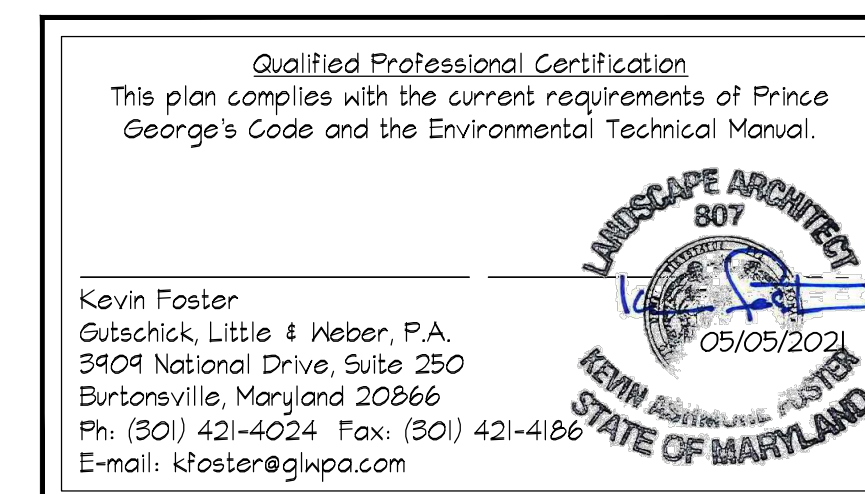 Qualified Professional Certification
This plan complies with the current requirements of Prince
George's Code and the Environmental Technical Manual.
LANDSCAPE ARCHITECT
807
05/05/2021
KEVIN ASHMORE FOSTER
STATE OF MARYLAND
Kevin Foster
Gutschick, Little & Weber, P.A.
3909 National Drive, Suite 250
Burtonsville, Maryland 20866
Ph: (301) 421-4024 Fax: (301) 421-4186
E-mail: kfoster@glwpa.com